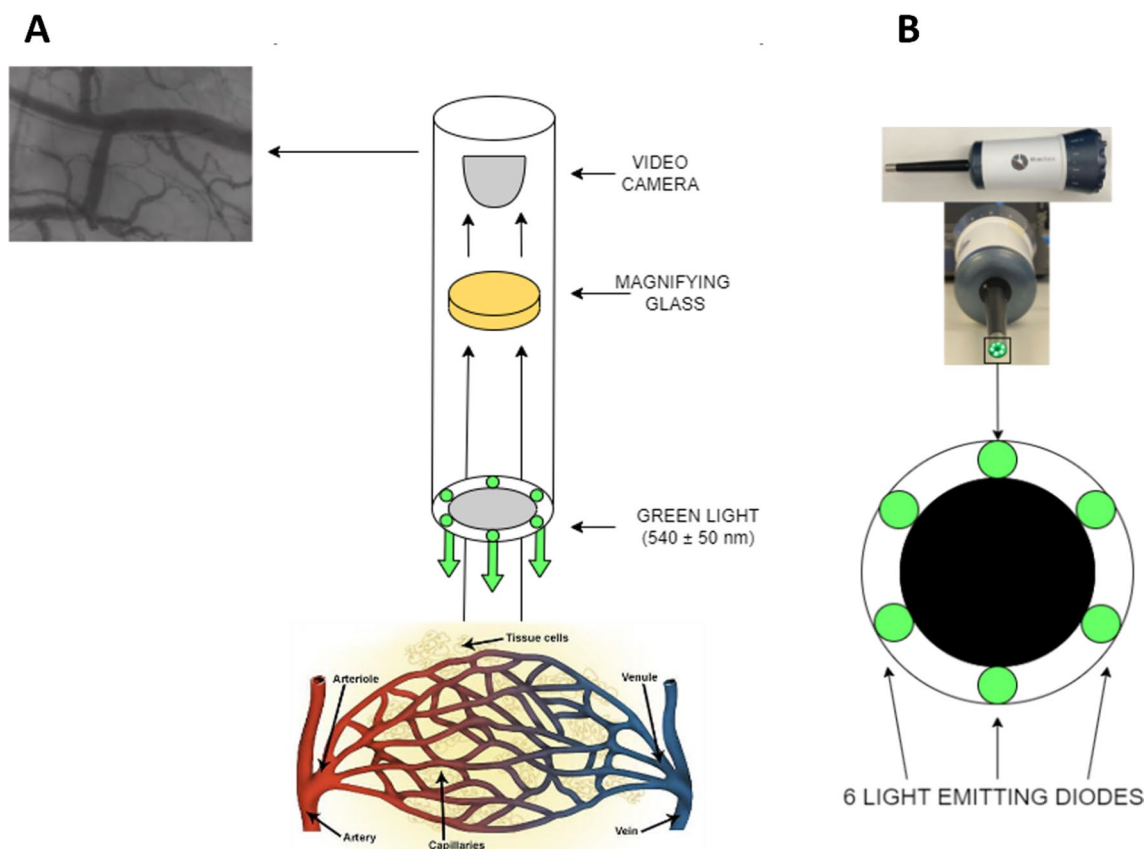 A
B
VIDEO
CAMERA
MAGNIFYING
GLASS
GREEN LIGHT
(540 ± 50 nm)
Tissue cells
Arteriole
Venule
Artery
Capillaries
Vein
6 LIGHT EMITTING DIODES